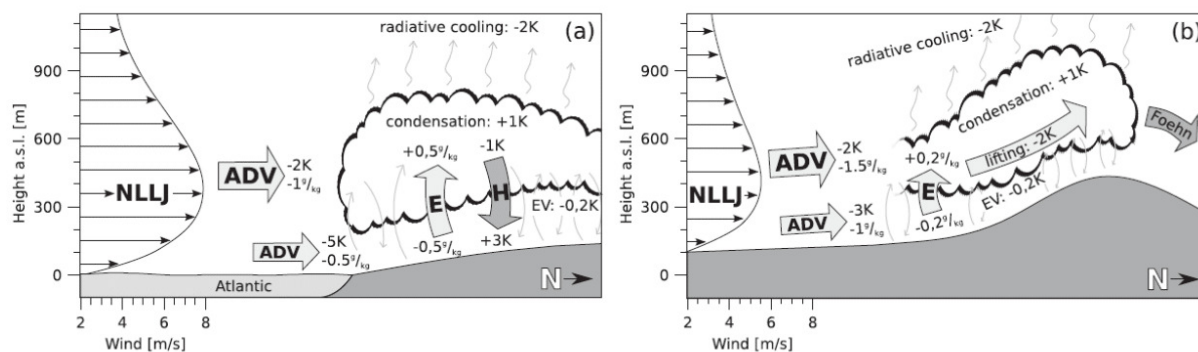 radiative cooling: -2K
(a)
900
condensation: +1K
Height a.s.l. [m]
600
-2K
ADV
-1g/kg
+0,5g/kg
-1K
NLLJ
E
H
EV: -0,2K
300
-5K
ADV
-0.5g/kg
-0,5g/kg
+3K
0
Atlantic
N
2 4 6 8
Wind [m/s]
radiative cooling: -2K
(b)
900
condensation: +1K
Foehn
Height a.s.l. [m]
600
-2K
ADV
-1.5g/kg
+0,2g/kg
lifting: -2K
NLLJ
E
EV: -0,2K
300
-3K
ADV
-1g/kg
-0,2g/kg
0
N
2 4 6 8
Wind [m/s]